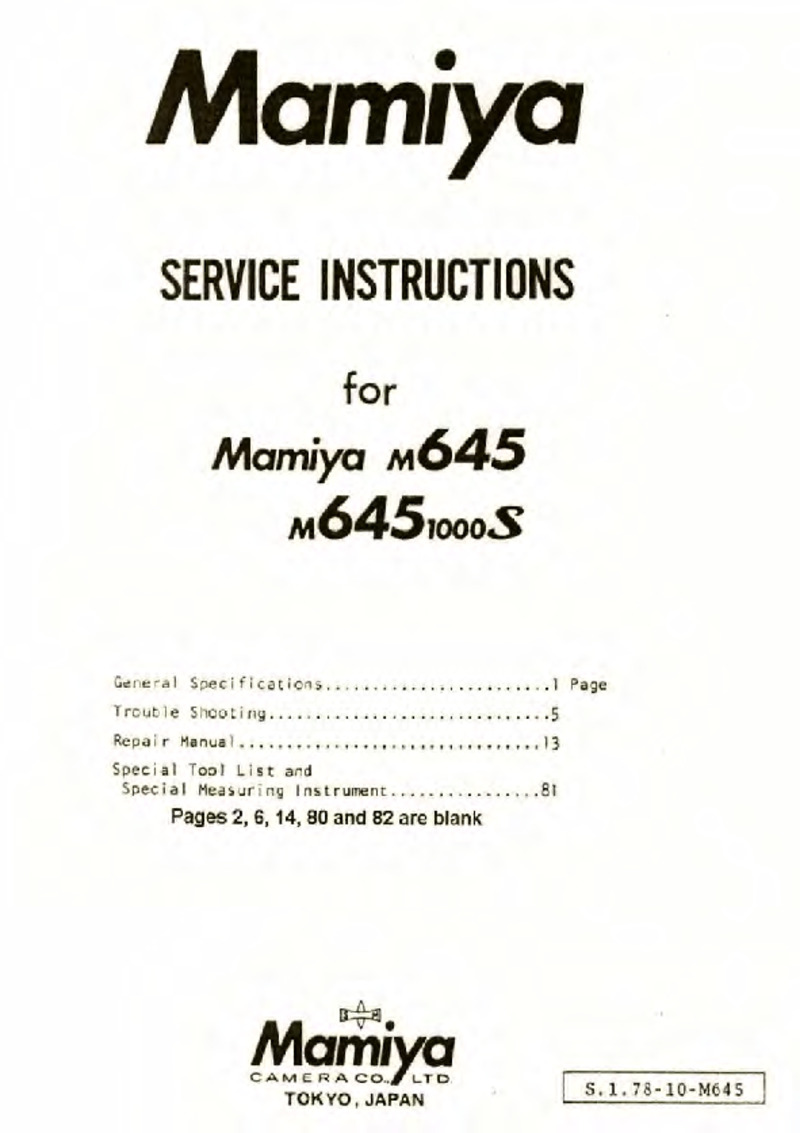 Mamiya
SERVICE INSTRUCTIONS
for
Mamiya M645
M645 1000S
General Specifications........................1 Page
Trouble Shooting..............................5
Repair Manual................................13
Special Tool List and
Special Measuring Instrument................81
Pages 2, 6, 14, 80 and 82 are blank
Mamiya
CAMERA CO., LTD.
TOKYO, JAPAN
S.1.78-10-M645